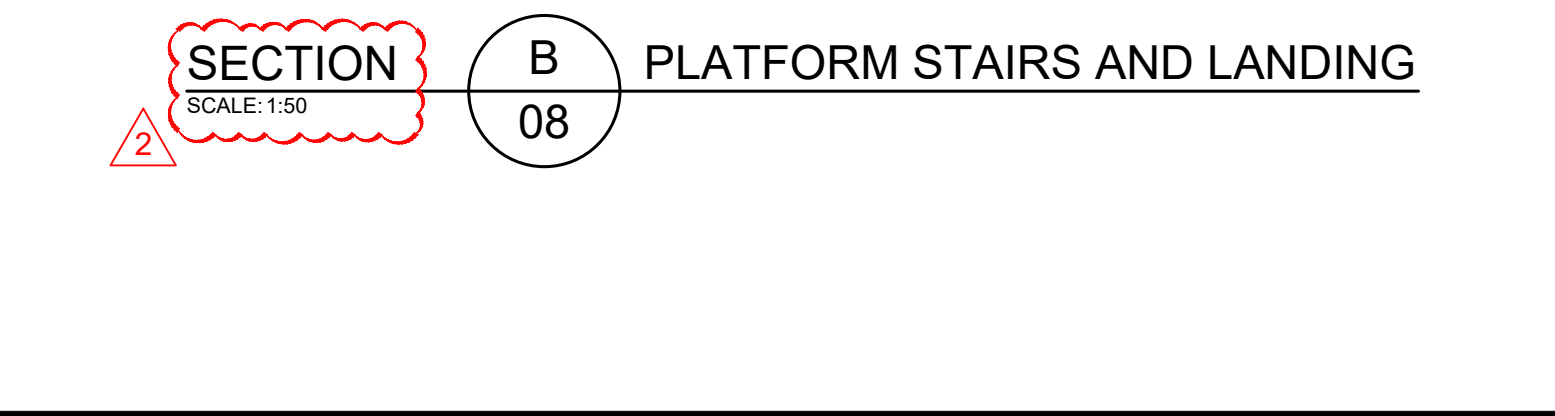 SECTION
SCALE: 1:50
2
B
08
PLATFORM STAIRS AND LANDING